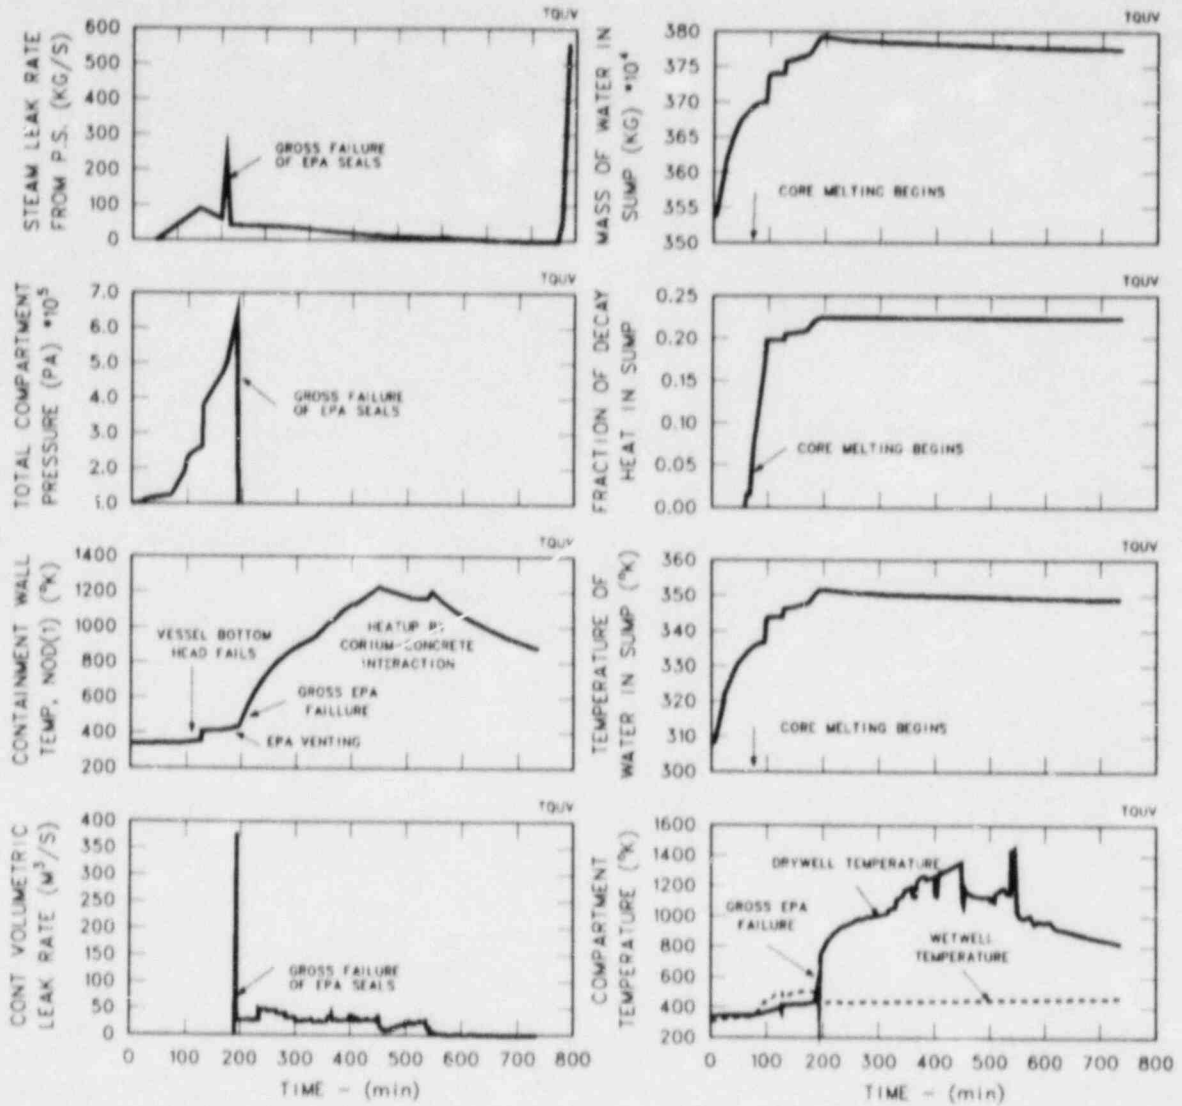 TQUV
STEAM LEAK RATE
FROM P.S. (KG/S)
600
500
400
300
200
100
0
GROSS FAILURE
OF EPA SEALS
TQUV
MASS OF WATER IN
SUMP (KG) *10⁴
380
375
370
365
360
355
350
CORE MELTING BEGINS
TQUV
TOTAL COMPARTMENT
PRESSURE (PA) *10⁵
7.0
6.0
5.0
4.0
3.0
2.0
1.0
GROSS FAILURE
OF EPA SEALS
TQUV
FRACTION OF DECAY
HEAT IN SUMP
0.25
0.20
0.15
0.10
0.05
0.00
CORE MELTING BEGINS
TQUV
CONTAINMENT WALL
TEMP, NOD(1) (°K)
1400
1200
1000
800
600
400
200
VESSEL BOTTOM
HEAD FAILS
HEATUP BY
CORIUM-CONCRETE
INTERACTION
GROSS EPA
FAILLURE
EPA VENTING
TQUV
TEMPERATURE OF
WATER IN SUMP (°K)
360
350
340
330
320
310
300
CORE MELTING BEGINS
TQUV
CONT VOLUMETRIC
LEAK RATE (M³/S)
400
350
300
250
200
150
100
50
0
GROSS FAILURE
OF EPA SEALS
0 100 200 300 400 500 600 700 800
TIME - (min)
TQUV
COMPARTMENT
TEMPERATURE (°K)
1600
1400
1200
1000
800
600
400
200
DRYWELL TEMPERATURE
GROSS EPA
FAILURE
WETWELL
TEMPERATURE
0 100 200 300 400 500 600 700 800
TIME - (min)